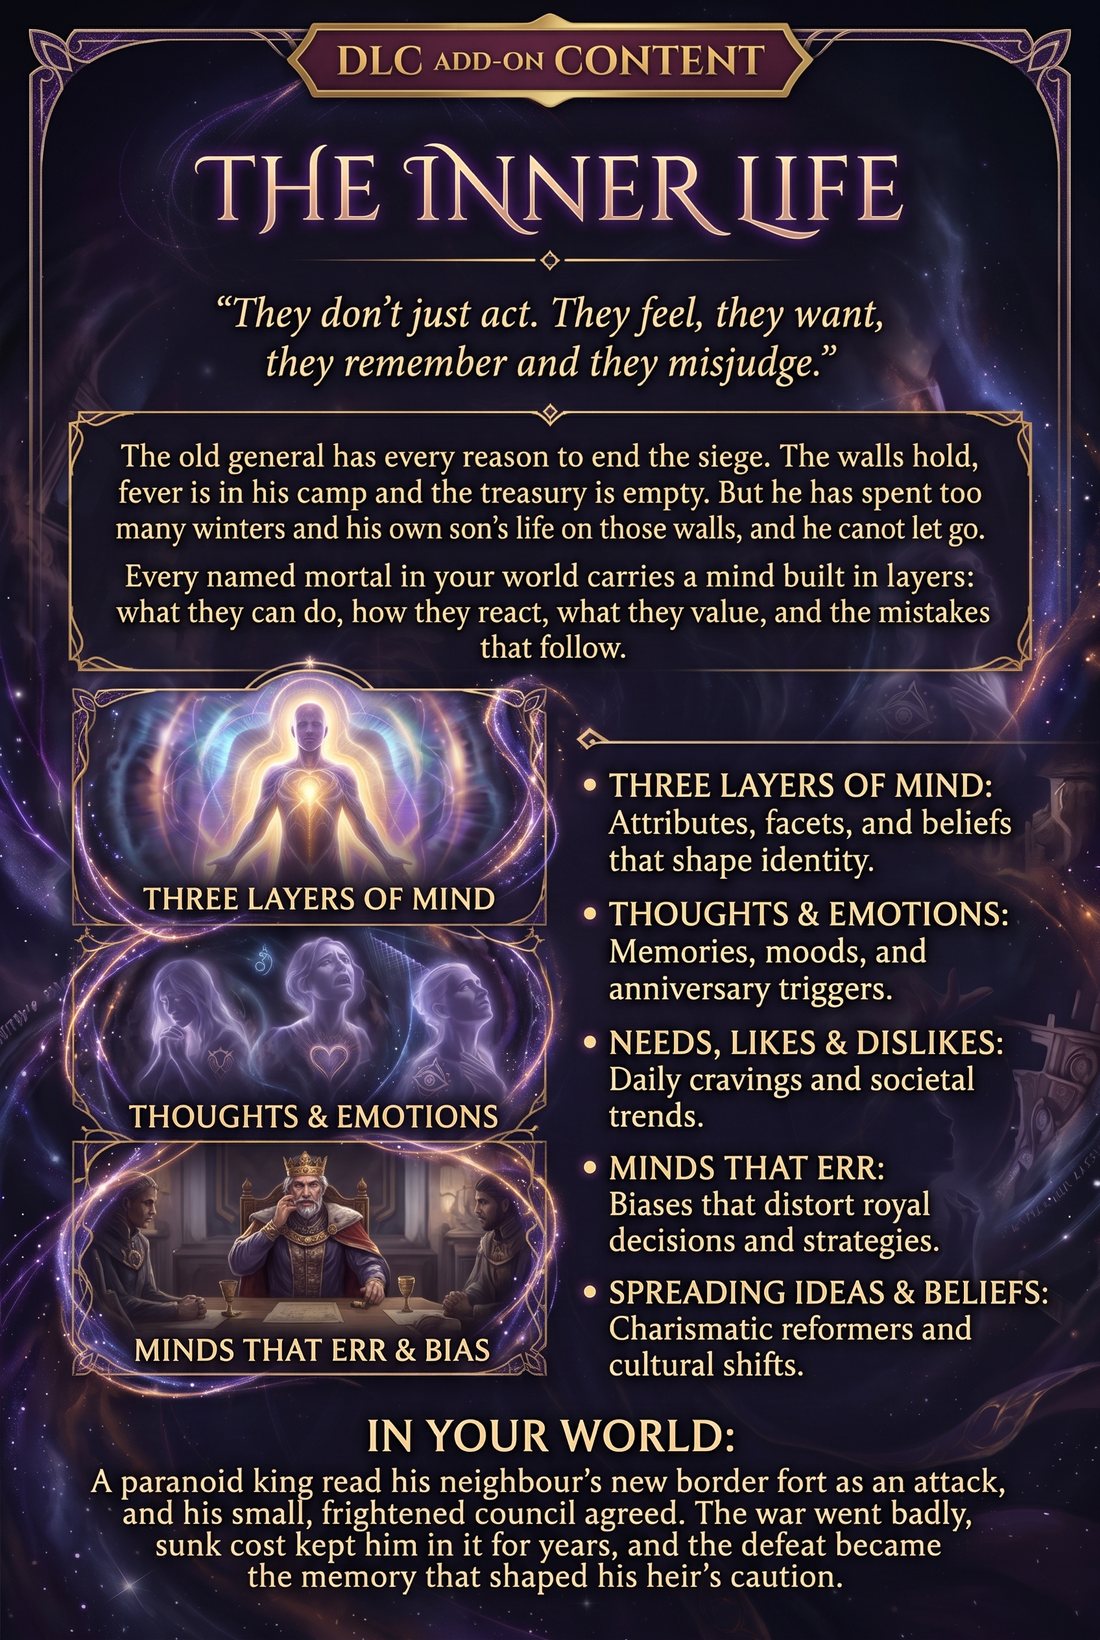 DLC ADD-ON CONTENT
THE INNER LIFE
“They don’t just act. They feel, they want,
they remember and they misjudge.”
The old general has every reason to end the siege. The walls hold,
fever is in his camp and the treasury is empty. But he has spent too
many winters and his own son’s life on those walls, and he canot let go.
Every named mortal in your world carries a mind built in layers:
what they can do, how they react, what they value, and the mistakes
that follow.
THREE LAYERS OF MIND
THOUGHTS & EMOTIONS
MINDS THAT ERR & BIAS
• THREE LAYERS OF MIND:
Attributes, facets, and beliefs
that shape identity.
• THOUGHTS & EMOTIONS:
Memories, moods, and
anniversary triggers.
• NEEDS, LIKES & DISLIKES:
Daily cravings and societal
trends.
• MINDS THAT ERR:
Biases that distort royal
decisions and strategies.
• SPREADING IDEAS & BELIEFS:
Charismatic reformers and
cultural shifts.
IN YOUR WORLD:
A paranoid king read his neighbour’s new border fort as an attack,
and his small, frightened council agreed. The war went badly,
sunk cost kept him in it for years, and the defeat became
the memory that shaped his heir’s caution.